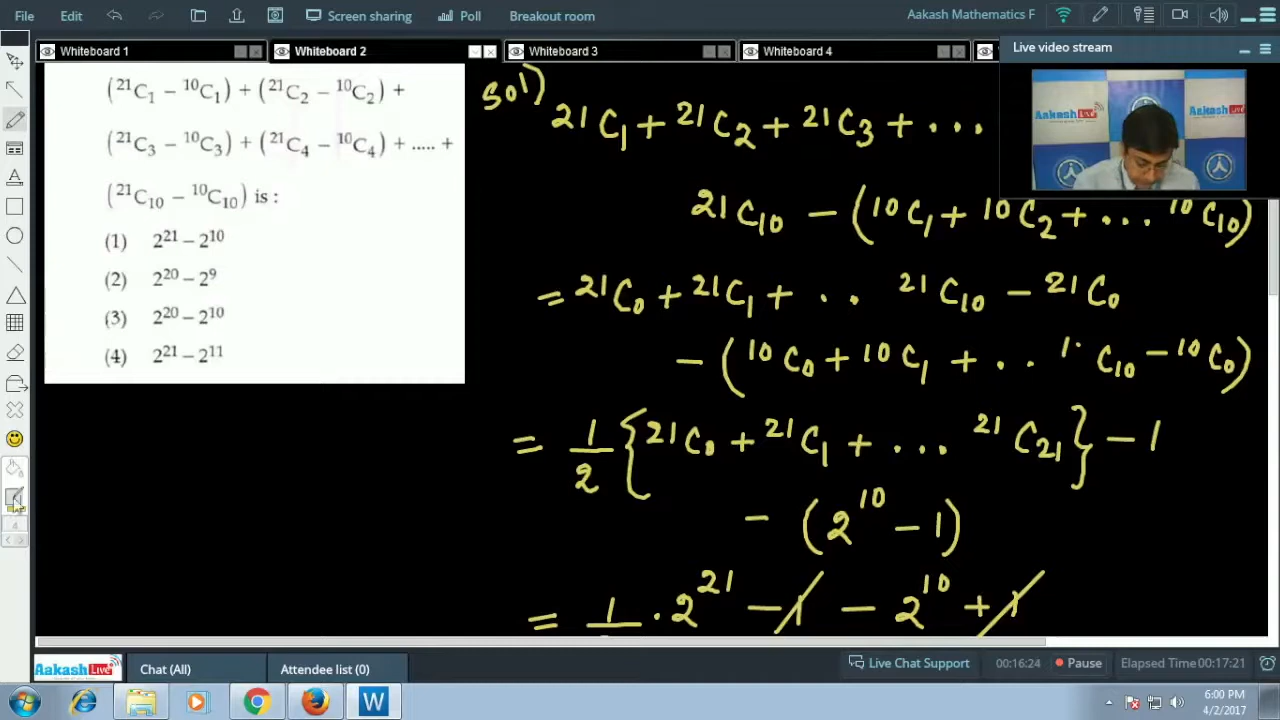 File Edit Screen sharing Poll Breakout room Aakash Mathematics F
Whiteboard 1 Whiteboard 2 Whiteboard 3 Whiteboard 4
Live video stream
(²¹C₁ − ¹⁰C₁) + (²¹C₂ − ¹⁰C₂) +
(²¹C₃ − ¹⁰C₃) + (²¹C₄ − ¹⁰C₄) + ..... +
(²¹C₁₀ − ¹⁰C₁₀) is :
(1) 2²¹ − 2¹⁰
(2) 2²⁰ − 2⁹
(3) 2²⁰ − 2¹⁰
(4) 2²¹ − 2¹¹
Sol)
²¹C₁ + ²¹C₂ + ²¹C₃ + ...
²¹C₁₀ − (¹⁰C₁ + ¹⁰C₂ + ... ¹⁰C₁₀)
= ²¹C₀ + ²¹C₁ + .. ²¹C₁₀ − ²¹C₀
− (¹⁰C₀ + ¹⁰C₁ + .. ¹⁰C₁₀ − ¹⁰C₀)
= 1/2 {²¹C₀ + ²¹C₁ + ... ²¹C₂₁} − 1
− (2¹⁰ − 1)
= 1/2 · 2²¹ − 1 − 2¹⁰ + 1
4
Aakash Live Chat (All) Attendee list (0) Live Chat Support 00:16:24 Pause Elapsed Time 00:17:21
6:00 PM
4/2/2017